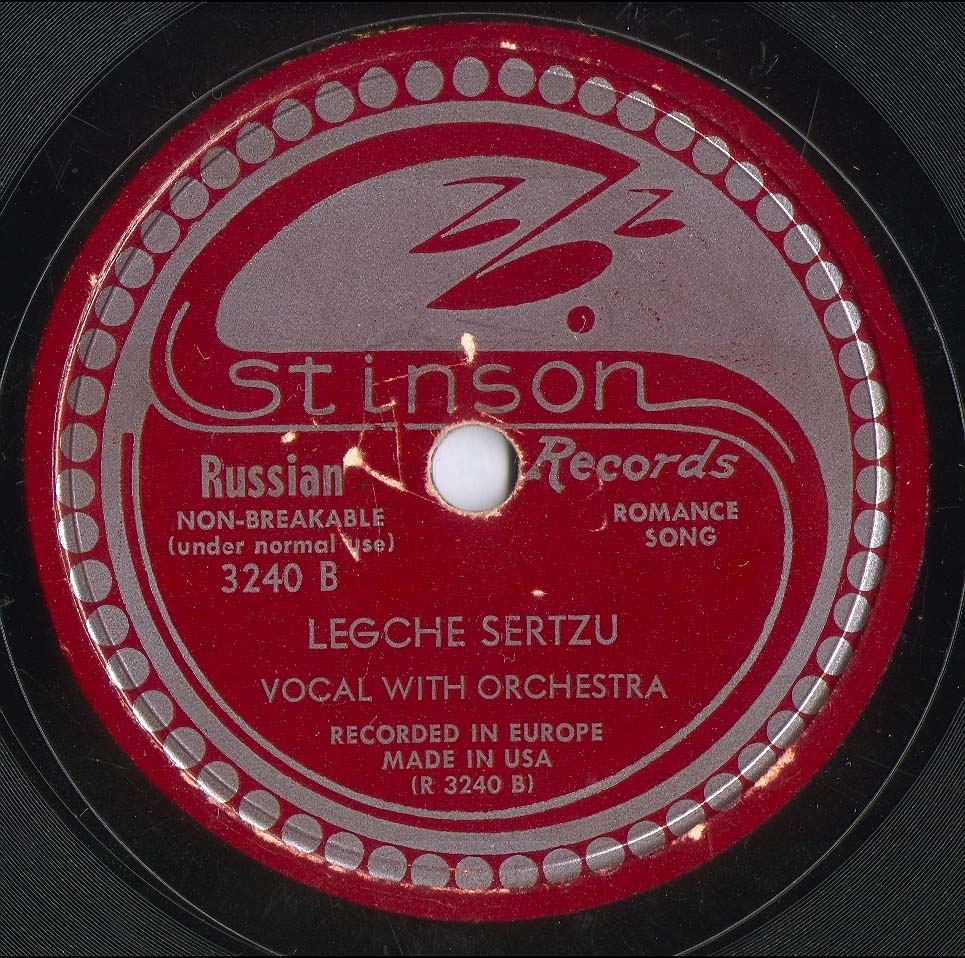 Stinson
Records
Russian
NON-BREAKABLE
(under normal use)
3240 B
ROMANCE
SONG
LEGCHE SERTZU
VOCAL WITH ORCHESTRA
RECORDED IN EUROPE
MADE IN USA
(R 3240 B)